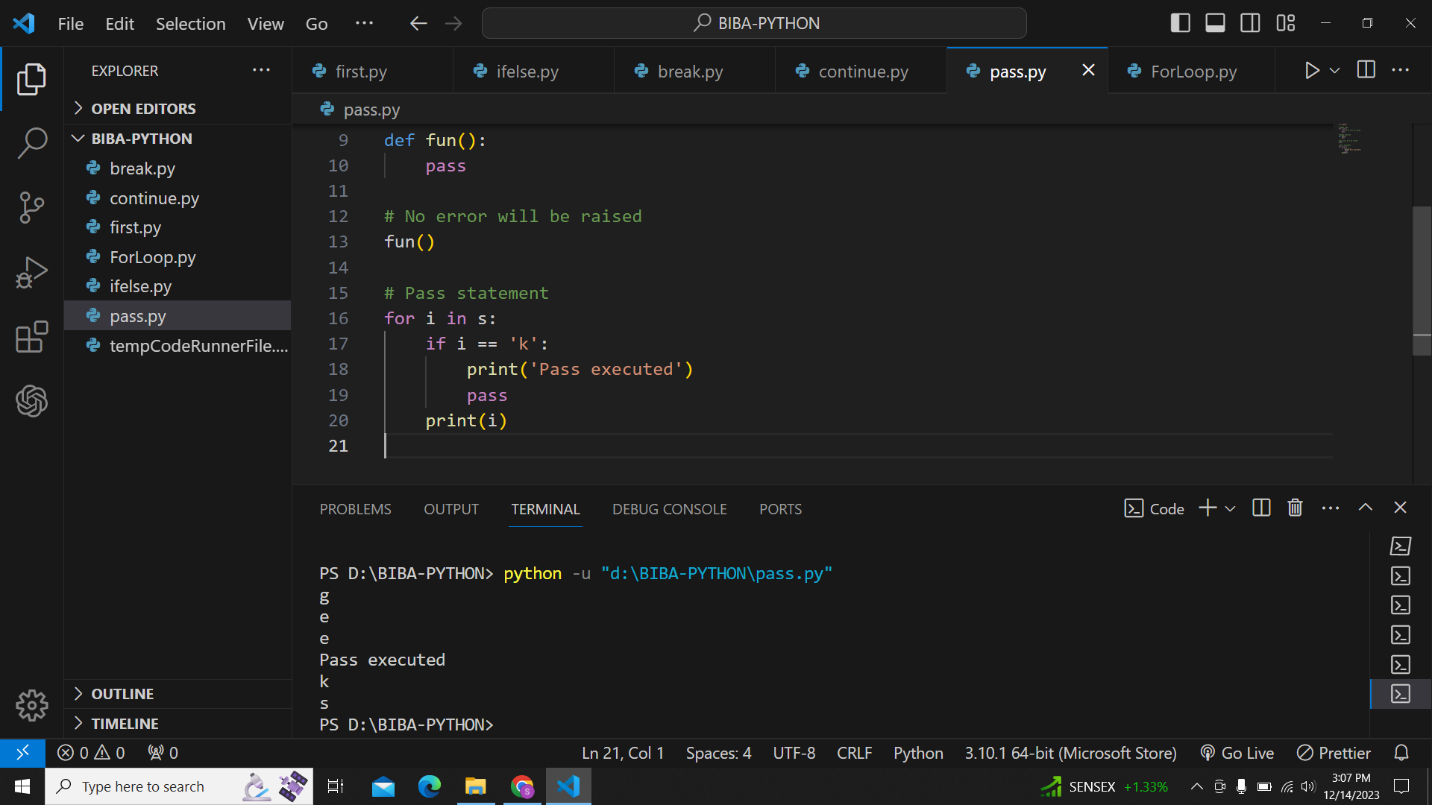 File Edit Selection View Go ··· BIBA-PYTHON
EXPLORER ···
OPEN EDITORS
BIBA-PYTHON
break.py
continue.py
first.py
ForLoop.py
ifelse.py
pass.py
tempCodeRunnerFile....
OUTLINE
TIMELINE
first.py ifelse.py break.py continue.py pass.py ForLoop.py
pass.py
9 def fun():
10 pass
11
12 # No error will be raised
13 fun()
14
15 # Pass statement
16 for i in s:
17 if i == 'k':
18 print('Pass executed')
19 pass
20 print(i)
21
PROBLEMS OUTPUT TERMINAL DEBUG CONSOLE PORTS Code
PS D:\BIBA-PYTHON> python -u "d:\BIBA-PYTHON\pass.py"
g
e
e
Pass executed
k
s
PS D:\BIBA-PYTHON>
0 0 0 Ln 21, Col 1 Spaces: 4 UTF-8 CRLF Python 3.10.1 64-bit (Microsoft Store) Go Live Prettier
Type here to search SENSEX +1.33% 3:07 PM
12/14/2023